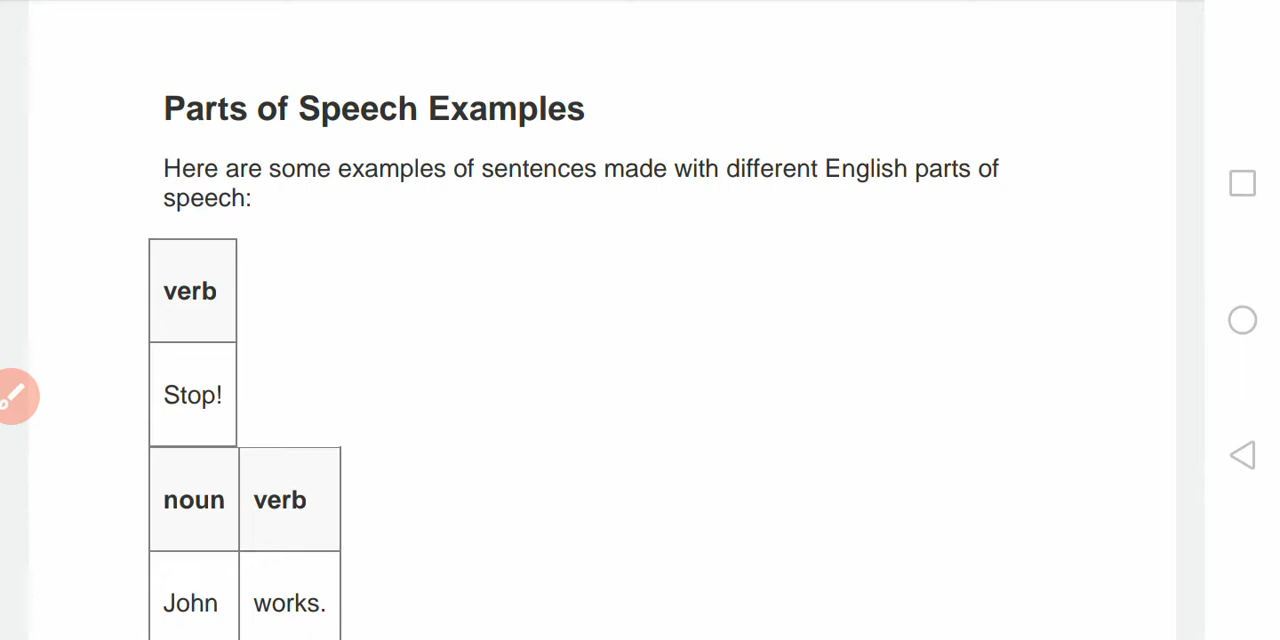 Parts of Speech Examples
Here are some examples of sentences made with different English parts of
speech:
verb
Stop!
noun verb
John works.